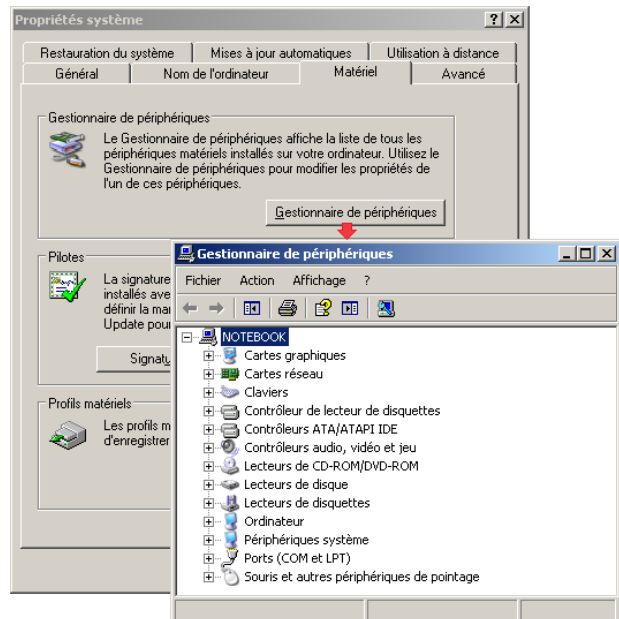 Propriétés système
Restauration du système
Mises à jour automatiques
Utilisation à distance
Général
Nom de l'ordinateur
Matériel
Avancé
Gestionnaire de périphériques
Le Gestionnaire de périphériques affiche la liste de tous les
périphériques matériels installés sur votre ordinateur. Utilisez le
Gestionnaire de périphériques pour modifier les propriétés de
l'un de ces périphériques.
Gestionnaire de périphériques
Pilotes
La signature
installés ave
définir la
Update pour
Profils matériels
Les profils m
d'enregistrer
Gestionnaire de périphériques
Fichier Action Affichage ?
NOTEBOOK
Cartes graphiques
Cartes réseau
Claviers
Contrôleur de lecteur de disquettes
Contrôleurs ATA/ATAPI IDE
Contrôleurs audio, vidéo et jeu
Lecteurs de CD-ROM/DVD-ROM
Lecteurs de disque
Lecteurs de disquettes
Ordinateur
Périphériques système
Ports (COM et LPT)
Souris et autres périphériques de pointage